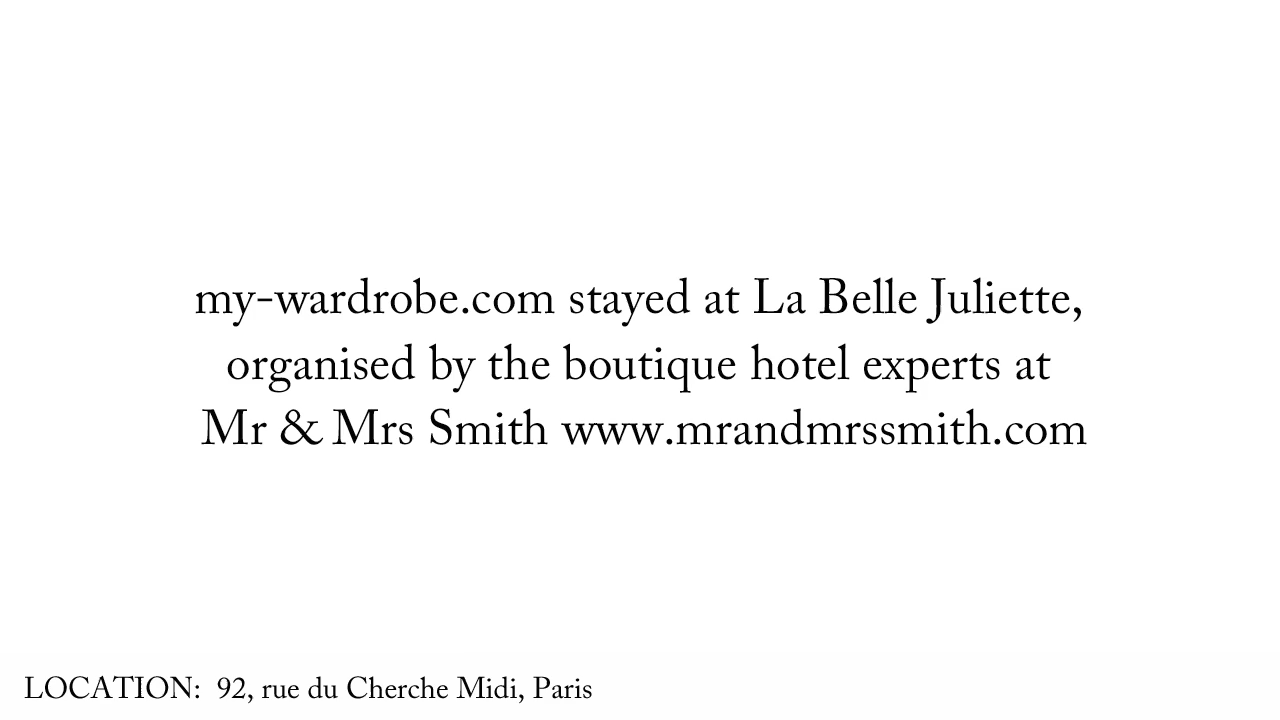 my-wardrobe.com stayed at La Belle Juliette,
organised by the boutique hotel experts at
Mr & Mrs Smith www.mrandmrssmith.com
LOCATION: 92, rue du Cherche Midi, Paris